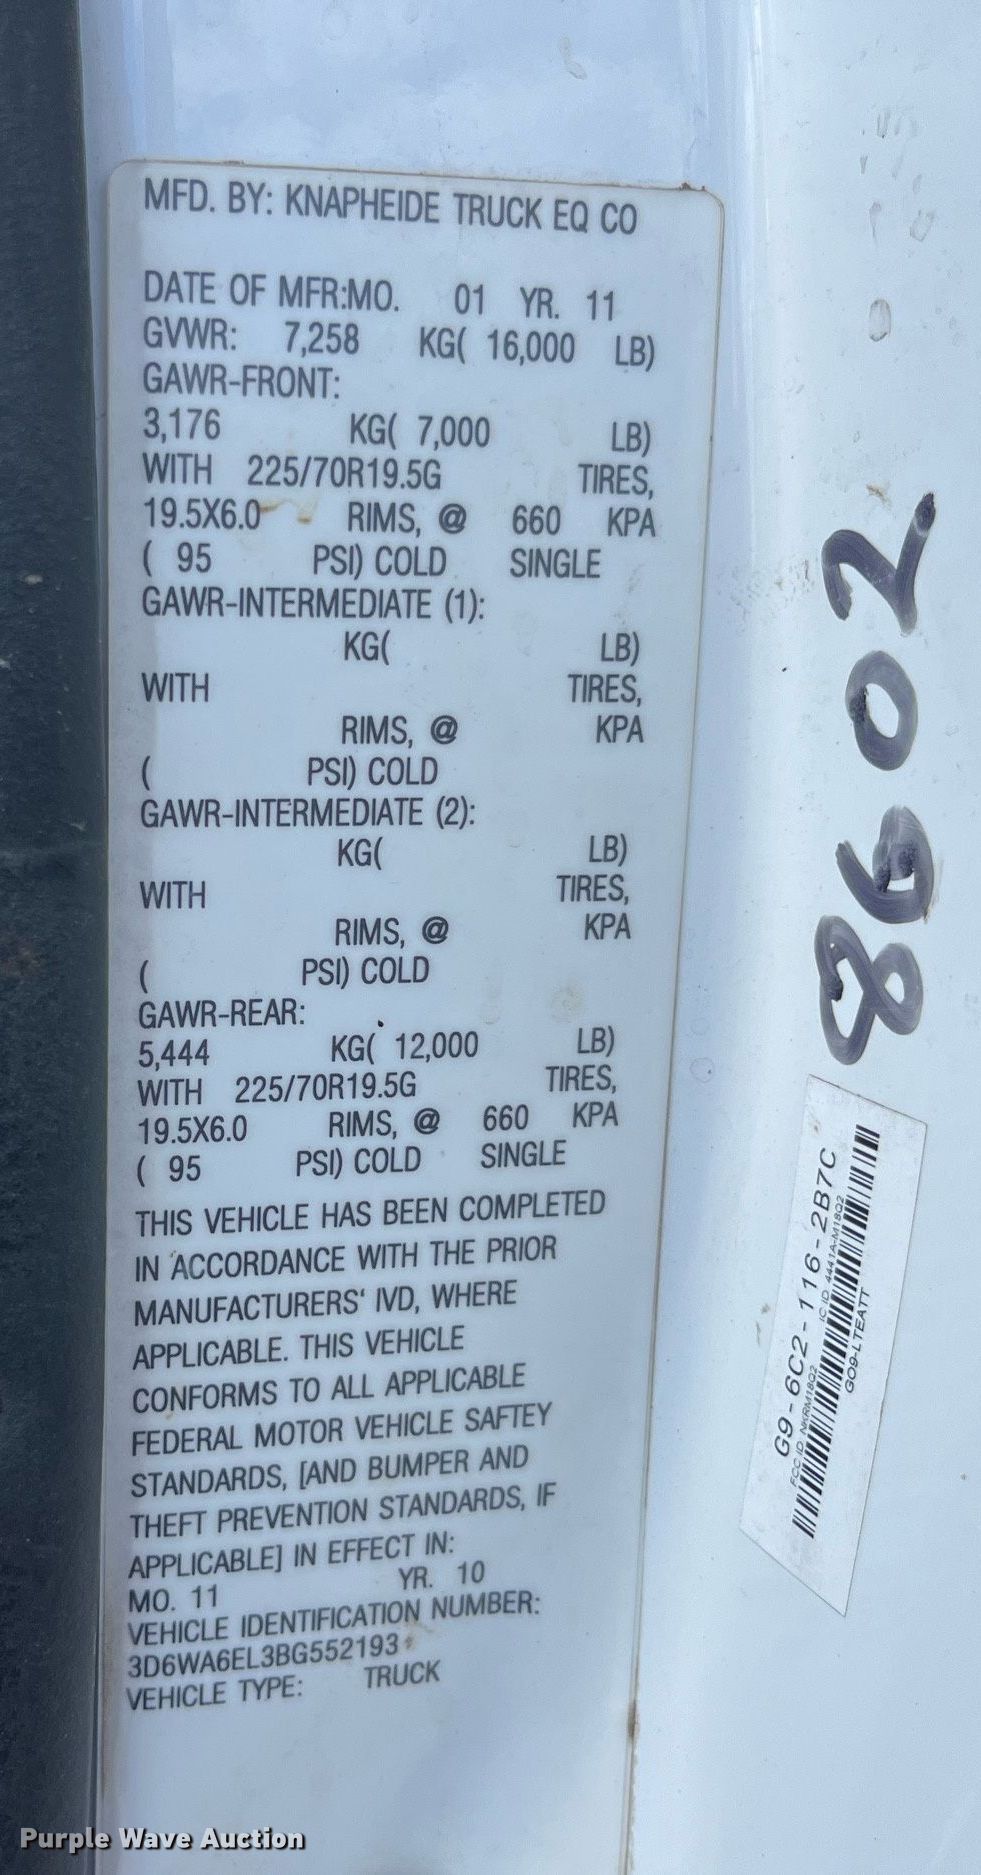 MFD. BY: KNAPHEIDE TRUCK EQ CO
DATE OF MFR:MO. 01 YR. 11
GVWR: 7,258 KG( 16,000 LB)
GAWR-FRONT:
3,176 KG( 7,000 LB)
WITH 225/70R19.5G TIRES,
19.5X6.0 RIMS, @ 660 KPA
( 95 PSI) COLD SINGLE
GAWR-INTERMEDIATE (1):
KG( LB)
WITH TIRES,
RIMS, @ KPA
( PSI) COLD
GAWR-INTERMEDIATE (2):
KG( LB)
WITH TIRES,
RIMS, @ KPA
( PSI) COLD
GAWR-REAR:
5,444 KG( 12,000 LB)
WITH 225/70R19.5G TIRES,
19.5X6.0 RIMS, @ 660 KPA
( 95 PSI) COLD SINGLE
THIS VEHICLE HAS BEEN COMPLETED
IN ACCORDANCE WITH THE PRIOR
MANUFACTURERS' IVD, WHERE
APPLICABLE. THIS VEHICLE
CONFORMS TO ALL APPLICABLE
FEDERAL MOTOR VEHICLE SAFTEY
STANDARDS, [AND BUMPER AND
THEFT PREVENTION STANDARDS, IF
APPLICABLE] IN EFFECT IN:
MO. 11 YR. 10
VEHICLE IDENTIFICATION NUMBER:
3D6WA6EL3BG552193
VEHICLE TYPE: TRUCK
8602
G9-6C2-116-2B7C
FCC ID: NKRM18Q2 IC ID: 4441A-M18Q2
GO9-LTEATT
Purple Wave Auction